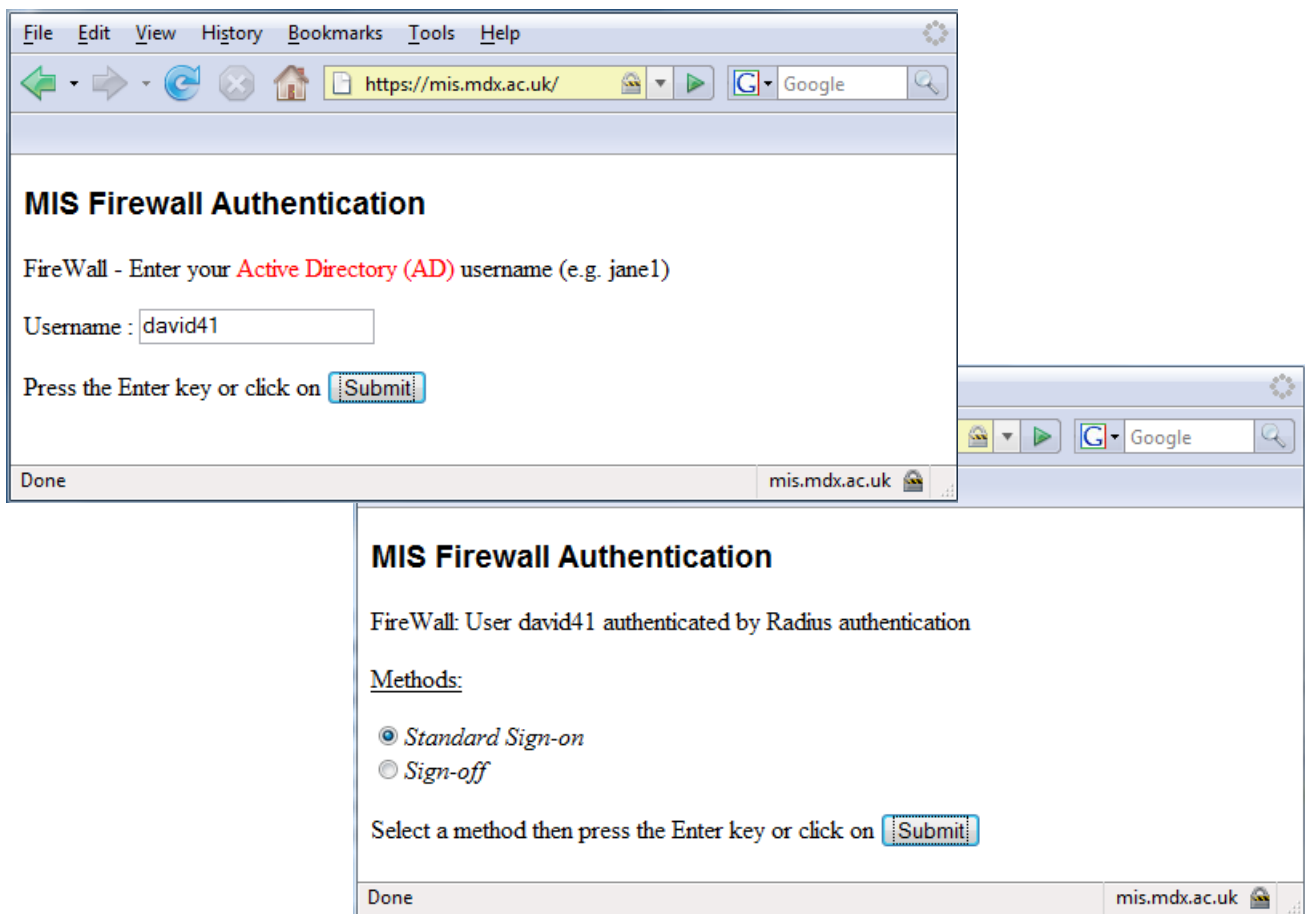 File Edit View History Bookmarks Tools Help
https://mis.mdx.ac.uk/ G Google
MIS Firewall Authentication
FireWall - Enter your Active Directory (AD) username (e.g. jane1)
Username : david41
Press the Enter key or click on Submit
Done mis.mdx.ac.uk
G Google
MIS Firewall Authentication
FireWall: User david41 authenticated by Radius authentication
Methods:
Standard Sign-on
Sign-off
Select a method then press the Enter key or click on Submit
Done mis.mdx.ac.uk